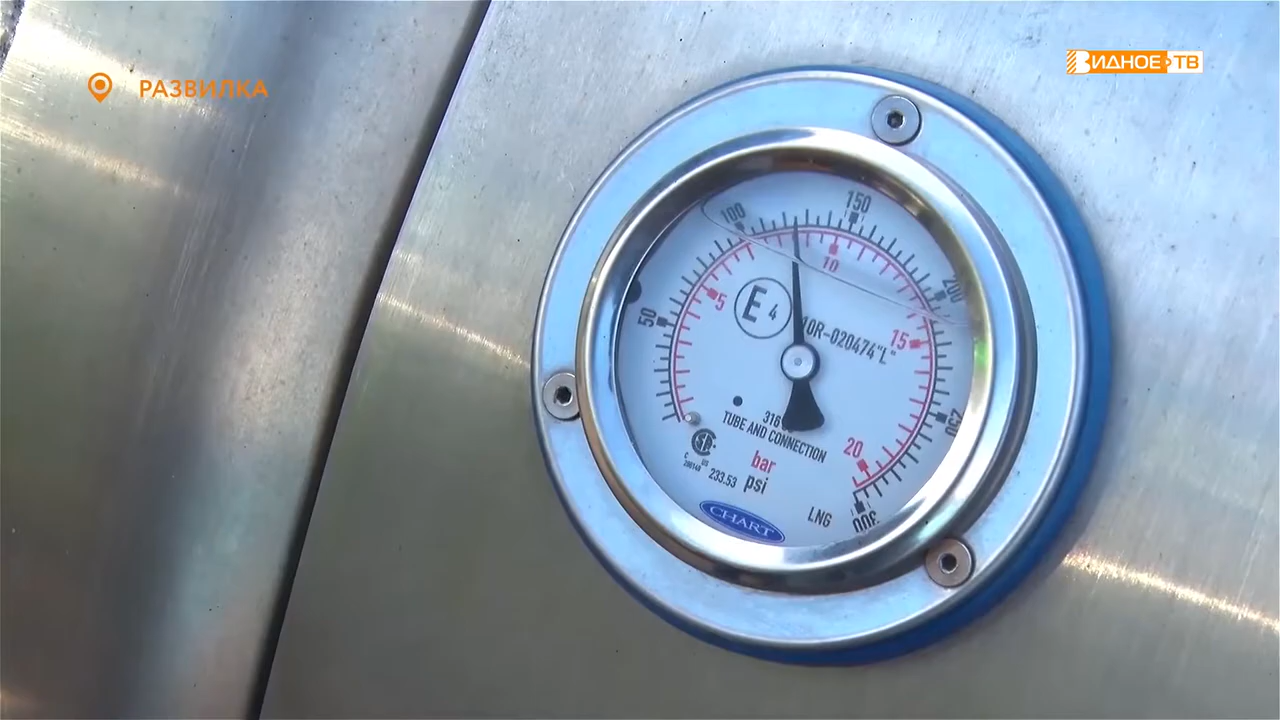 РАЗВИЛКА
ВИДНОЕ ТВ
50
100
150
200
250
300
5
10
15
20
E4
10R-020474"L"
316
TUBE AND CONNECTION
bar
psi
233.53
LNG
CHART